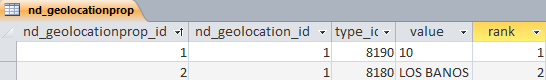 nd_geolocationprop
nd_geolocationprop_id nd_geolocation_id type_id value rank
1 1 8190 10 1
2 1 8180 LOS BANOS 2